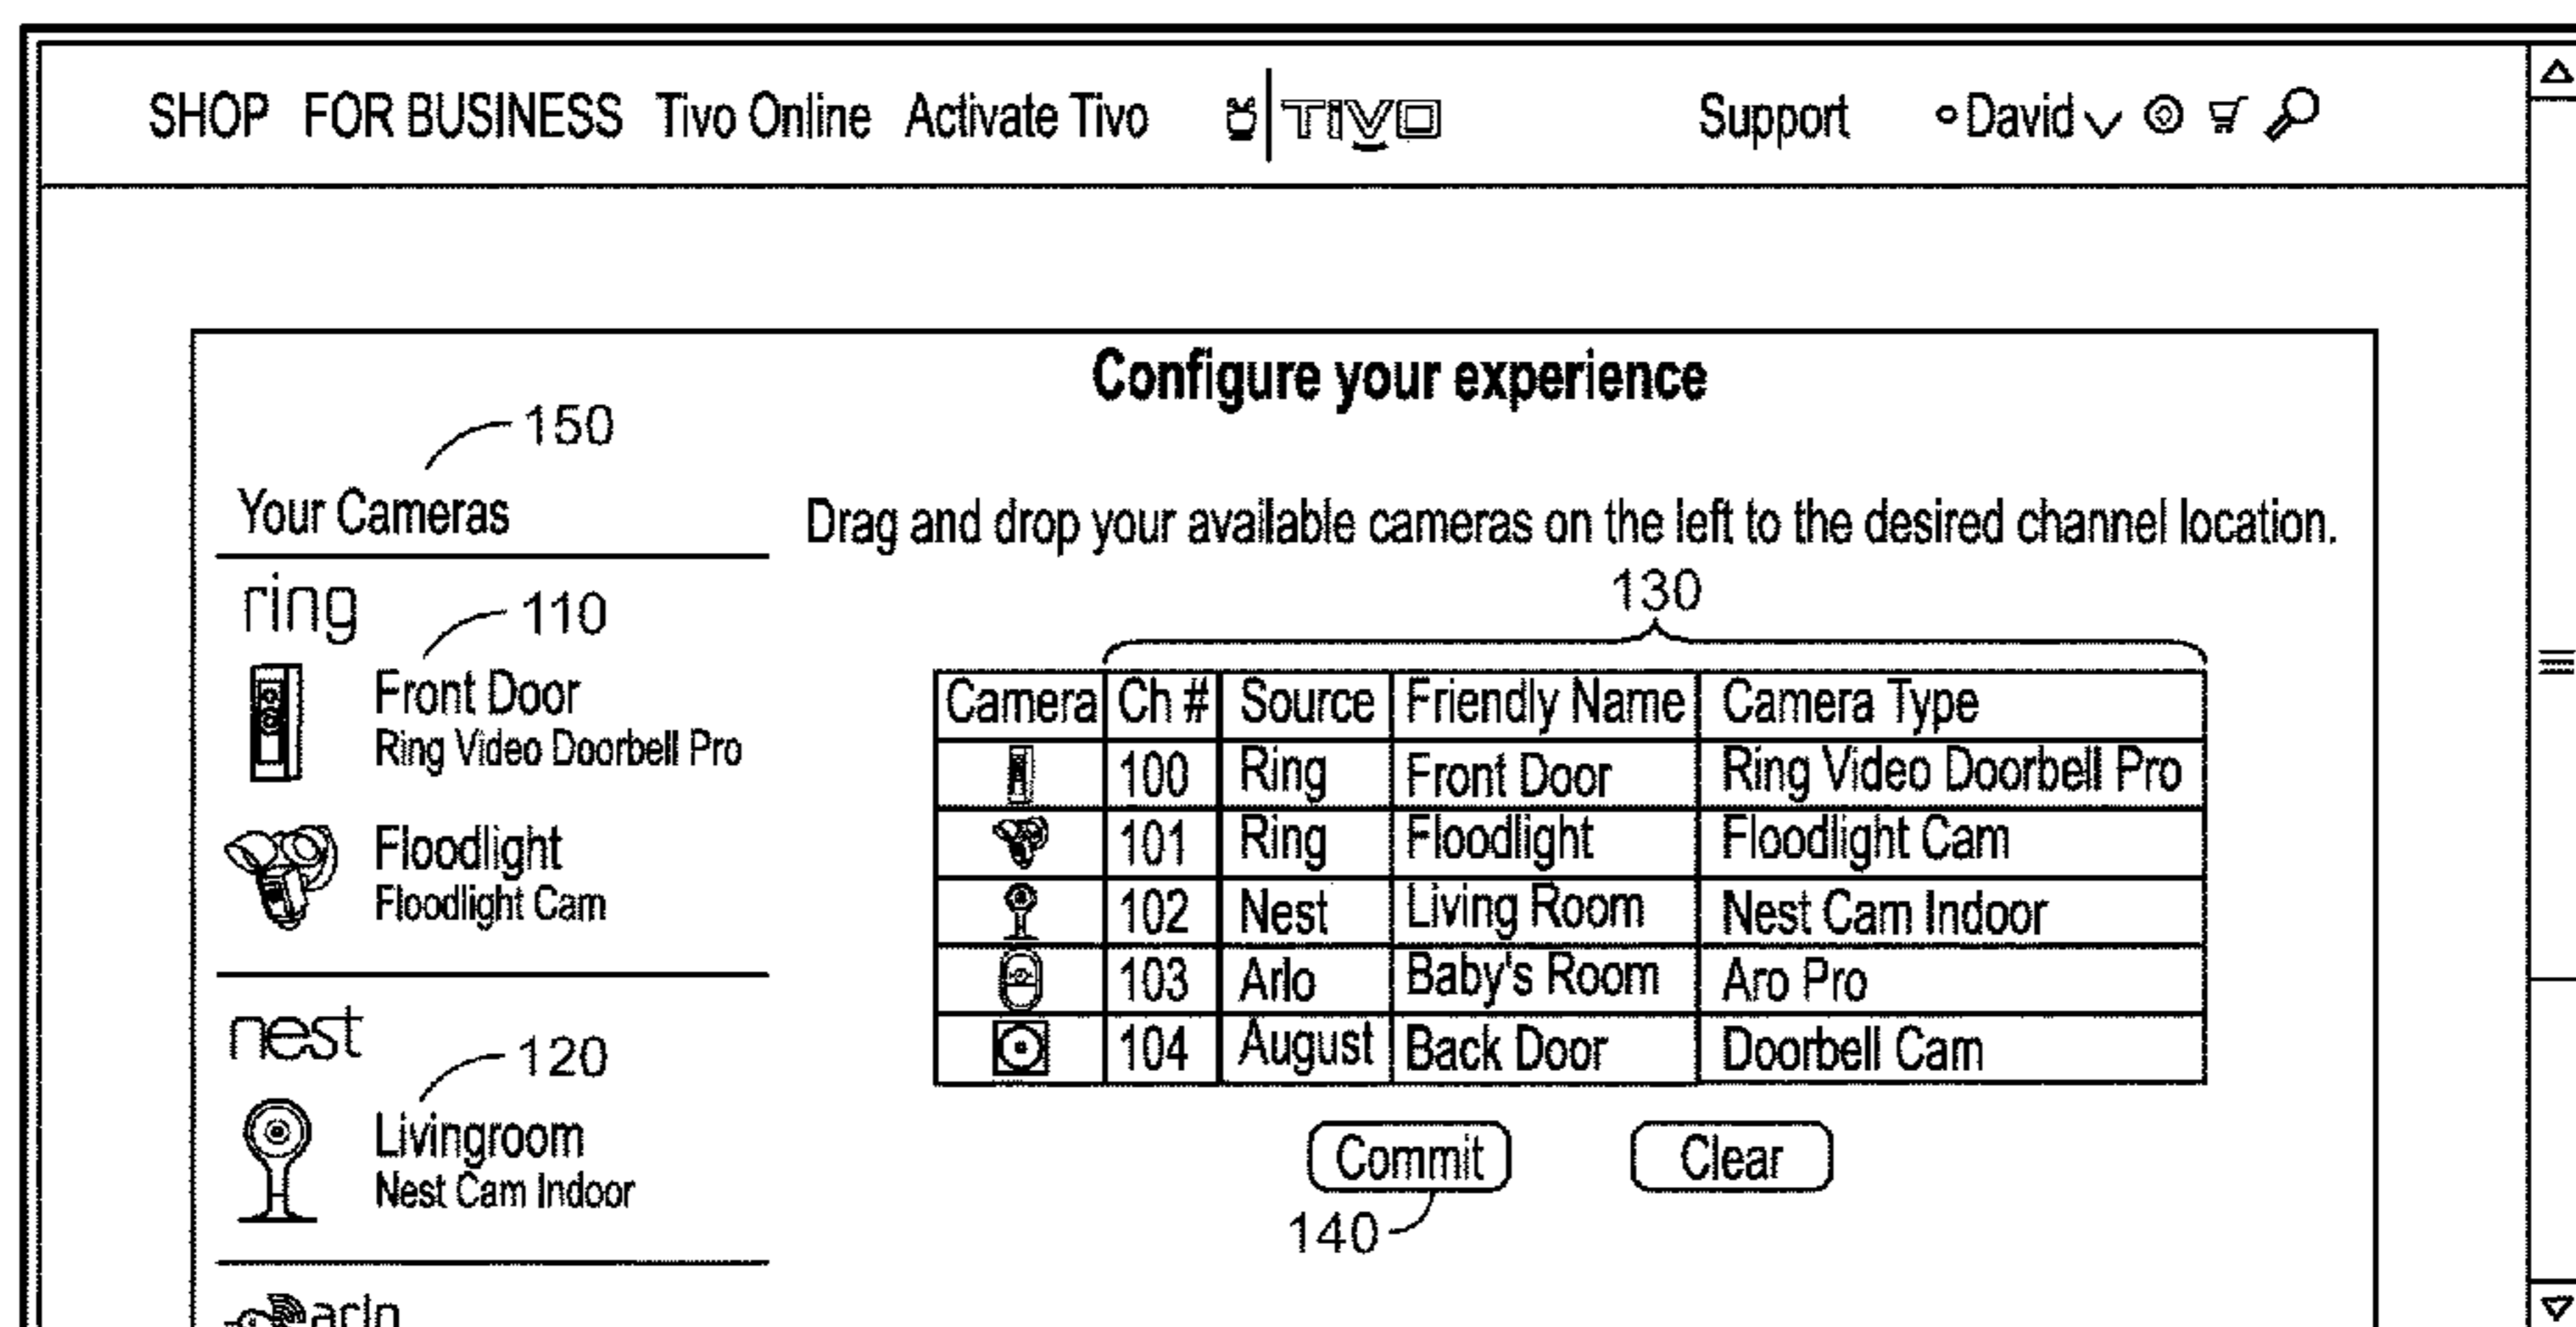 SHOP FOR BUSINESS Tivo Online Activate Tivo TiVO Support David
Configure your experience
150
Your Cameras
Drag and drop your available cameras on the left to the desired channel location.
130
ring
110
Front Door
Ring Video Doorbell Pro
Floodlight
Floodlight Cam
nest
120
Livingroom
Nest Cam Indoor
arlo
Camera Ch # Source Friendly Name Camera Type
100 Ring Front Door Ring Video Doorbell Pro
101 Ring Floodlight Floodlight Cam
102 Nest Living Room Nest Cam Indoor
103 Arlo Baby's Room Aro Pro
104 August Back Door Doorbell Cam
Commit Clear
140